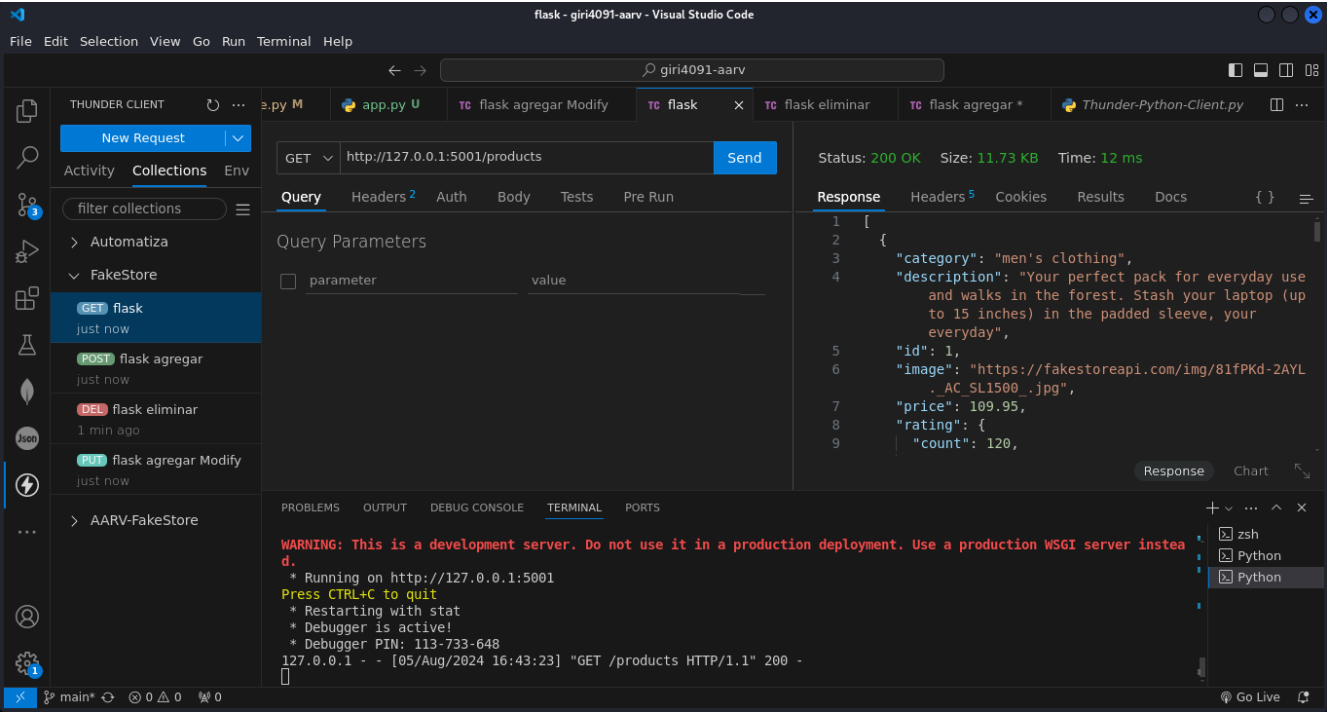 flask - giri4091-aarv - Visual Studio Code
File Edit Selection View Go Run Terminal Help
giri4091-aarv
THUNDER CLIENT
e.py M
app.py U
TC flask agregar Modify
TC flask
TC flask eliminar
TC flask agregar *
Thunder-Python-Client.py
New Request
Activity Collections Env
filter collections
Automatiza
FakeStore
GET flask
just now
POST flask agregar
just now
DEL flask eliminar
1 min ago
PUT flask agregar Modify
just now
AARV-FakeStore
3
Json
1
GET http://127.0.0.1:5001/products Send
Query Headers 2 Auth Body Tests Pre Run
Query Parameters
parameter value
Status: 200 OK Size: 11.73 KB Time: 12 ms
Response Headers 5 Cookies Results Docs { }
1 [
2 {
3 "category": "men's clothing",
4 "description": "Your perfect pack for everyday use
and walks in the forest. Stash your laptop (up
to 15 inches) in the padded sleeve, your
everyday",
5 "id": 1,
6 "image": "https://fakestoreapi.com/img/81fPKd-2AYL
._AC_SL1500_.jpg",
7 "price": 109.95,
8 "rating": {
9 "count": 120,
Response Chart
PROBLEMS OUTPUT DEBUG CONSOLE TERMINAL PORTS
WARNING: This is a development server. Do not use it in a production deployment. Use a production WSGI server instea
d.
* Running on http://127.0.0.1:5001
Press CTRL+C to quit
* Restarting with stat
* Debugger is active!
* Debugger PIN: 113-733-648
127.0.0.1 - - [05/Aug/2024 16:43:23] "GET /products HTTP/1.1" 200 -
zsh
Python
Python
main* 0 0 0 Go Live